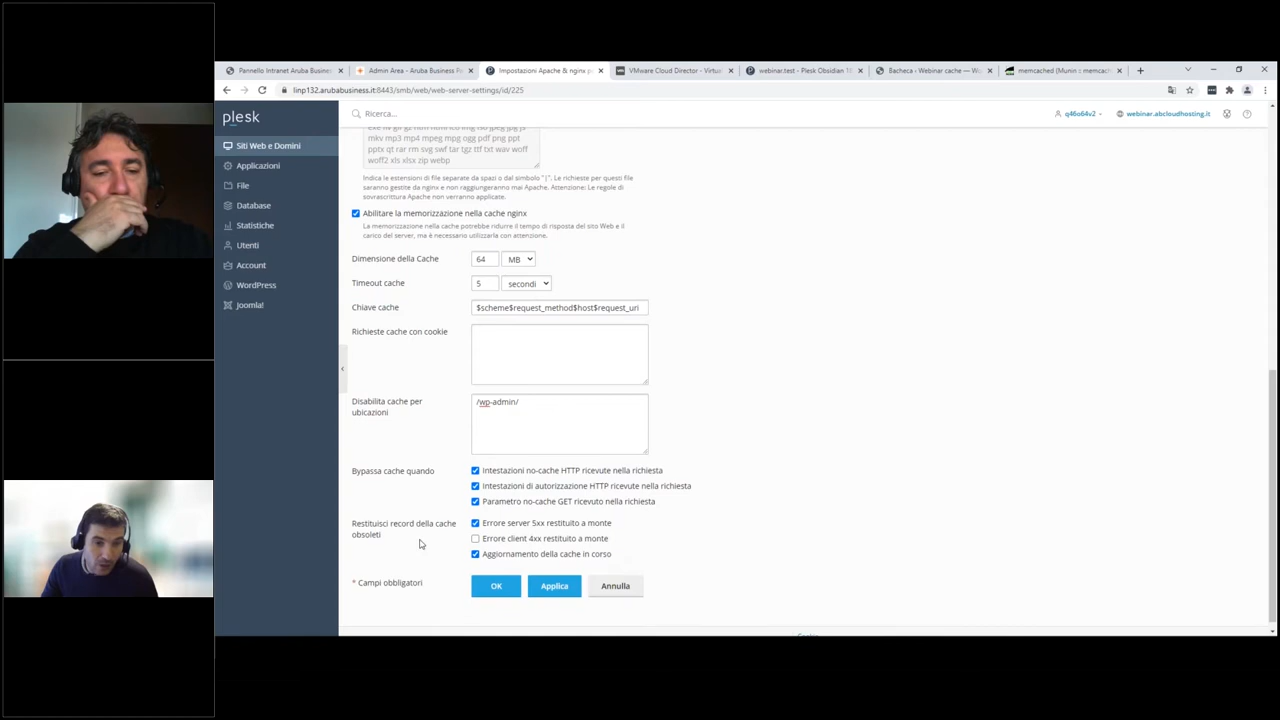 Pannello Intranet Aruba Busines
Admin Area - Aruba Business Re
Impostazioni Apache & nginx p
VMware Cloud Director - Virtua
webinar.test - Plesk Obsidian 18
Bacheca ‹ Webinar cache — Wo
memcached (Munin :: memcac
linp132.arubabusiness.it:8443/smb/web/web-server-settings/id/225
plesk
Ricerca...
q46o64v2
webinar.abcloudhosting.it
Siti Web e Domini
Applicazioni
File
Database
Statistiche
Utenti
Account
WordPress
Joomla!
mkv mp3 mp4 mpeg mpg ogg pdf png ppt
pptx qt rar rm svg swf tar tgz ttf txt wav woff
woff2 xls xlsx zip webp
Indica le estensioni di file separate da spazi o dal simbolo "|". Le richieste per questi file
saranno gestite da nginx e non raggiungeranno mai Apache. Attenzione: Le regole di
sovrascrittura Apache non verranno applicate.
Abilitare la memorizzazione nella cache nginx
La memorizzazione nella cache potrebbe ridurre il tempo di risposta del sito Web e il
carico del server, ma è necessario utilizzarla con attenzione.
Dimensione della Cache
64
MB
Timeout cache
5
secondi
Chiave cache
$scheme$request_method$host$request_uri
Richieste cache con cookie
Disabilita cache per
ubicazioni
/wp-admin/
Bypassa cache quando
Intestazioni no-cache HTTP ricevute nella richiesta
Intestazioni di autorizzazione HTTP ricevute nella richiesta
Parametro no-cache GET ricevuto nella richiesta
Restituisci record della cache
obsoleti
Errore server 5xx restituito a monte
Errore client 4xx restituito a monte
Aggiornamento della cache in corso
* Campi obbligatori
OK
Applica
Annulla